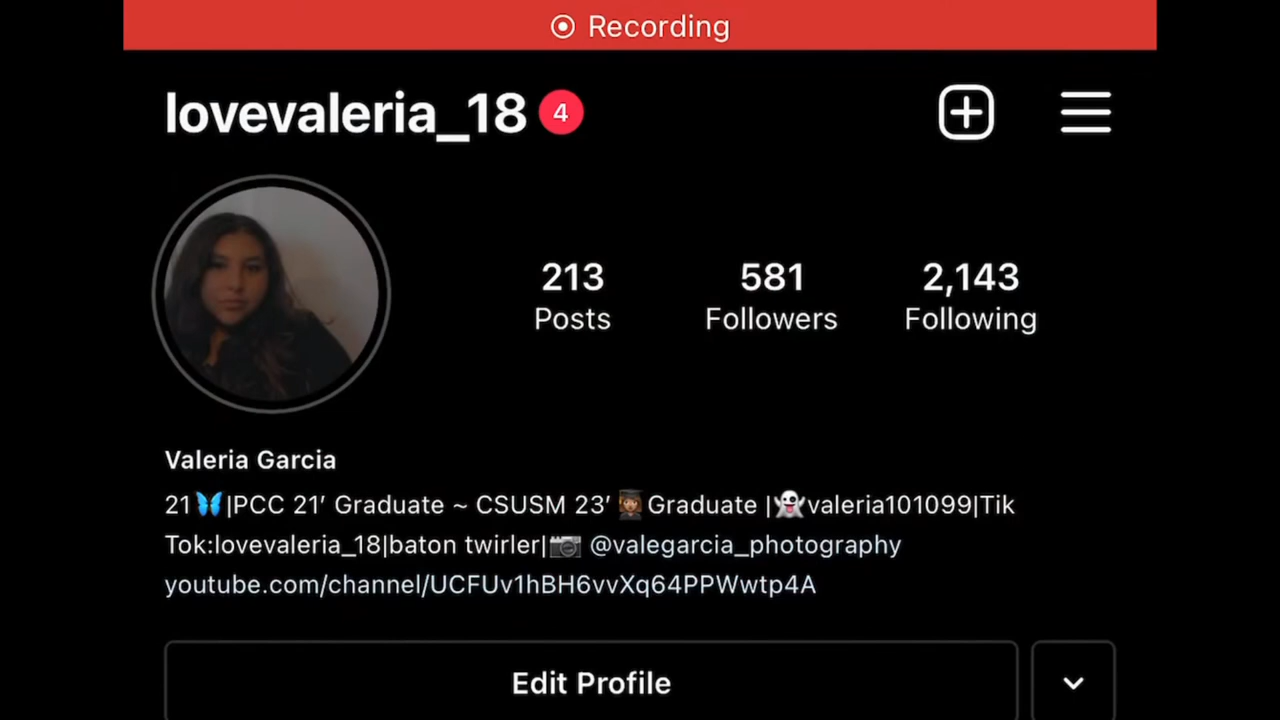 Recording
lovevaleria_18 4
213 581 2,143
Posts Followers Following
Valeria Garcia
21🦋|PCC 21’ Graduate ~ CSUSM 23’👩🏽‍🎓Graduate |👻valeria101099|Tik
Tok:lovevaleria_18|baton twirler|📷 @valegarcia_photography
youtube.com/channel/UCFUv1hBH6vvXq64PPWwtp4A
Edit Profile